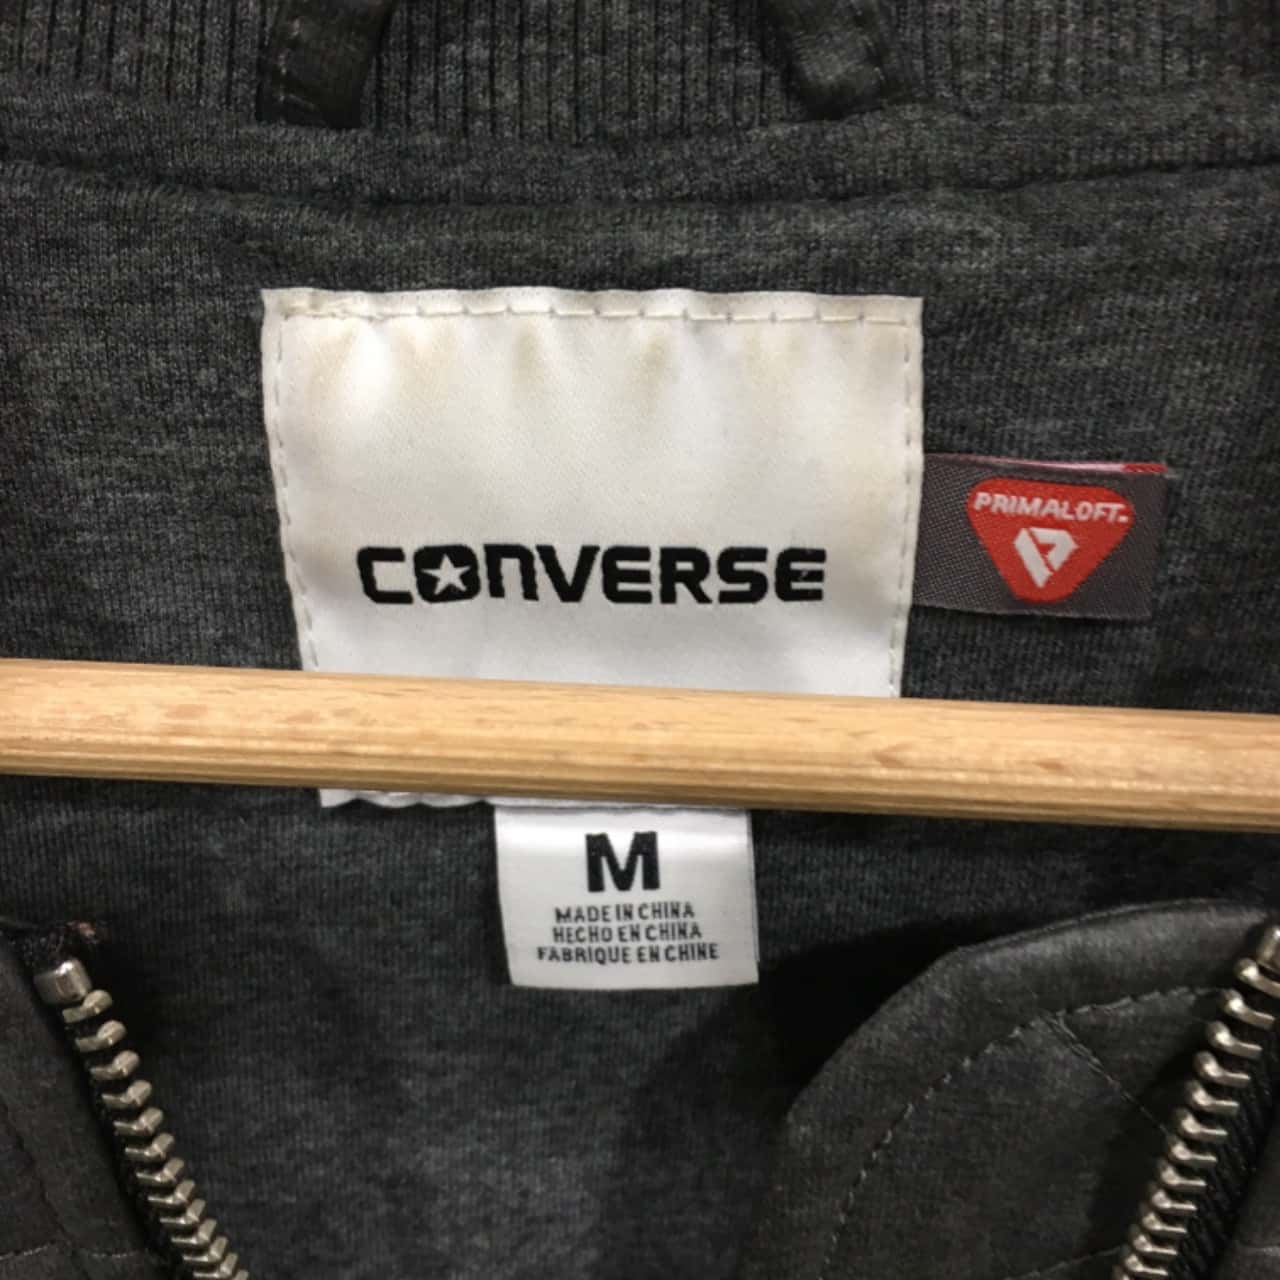 CONVERSE
PRIMALOFT.
M
MADE IN CHINA
HECHO EN CHINA
FABRIQUE EN CHINE